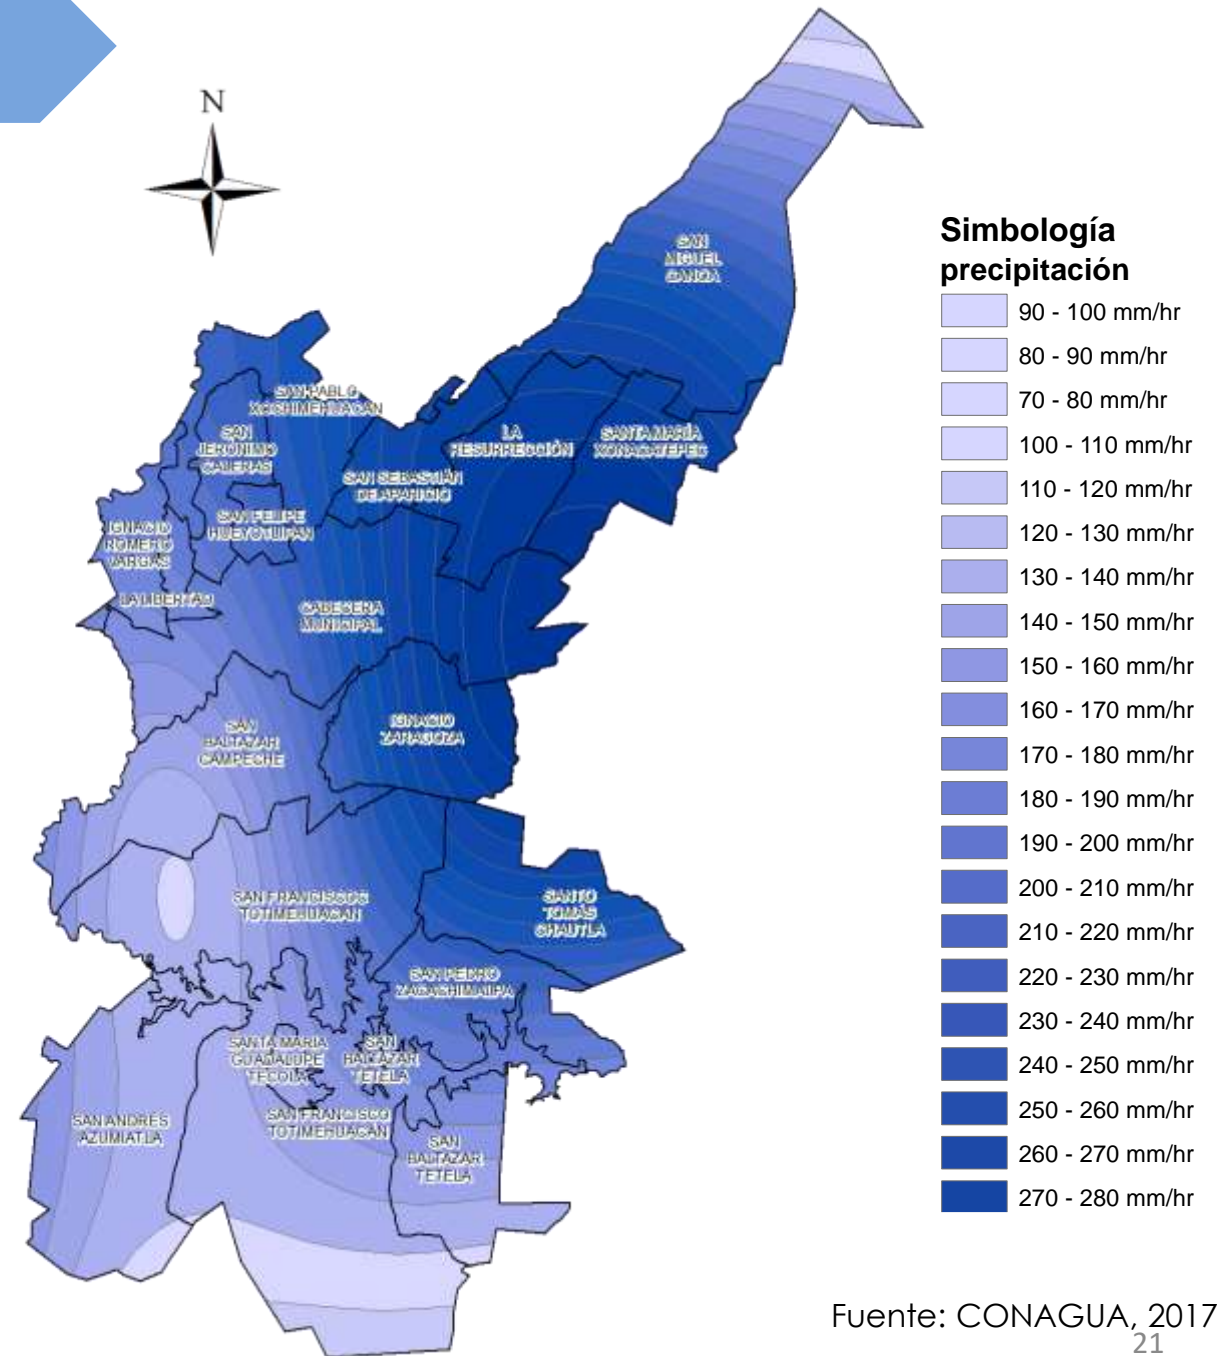 N
SAN
MIGUEL
CANOA
SAN PABLO
XOCHIMEHUACAN
SAN
JERÓNIMO
CALERAS
LA
RESURRECCIÓN
SANTA MARÍA
XONACATEPEC
SAN SEBASTIÁN
DE APARICIO
SAN FELIPE
HUEYOTLIPAN
IGNACIO
ROMERO
VARGAS
LA LIBERTAD
CABECERA
MUNICIPAL
IGNACIO
ZARAGOZA
SAN
BALTAZAR
CAMPECHE
SAN FRANCISCOC
TOTIMEHUACAN
SANTO
TOMÁS
CHAUTLA
SAN PEDRO
ZACACHIMALPA
SANTA MARIA
GUADALUPE
TECOLA
SAN
BALTAZAR
TETELA
SAN ANDRES
AZUMIATLA
SAN FRANCISCO
TOTIMEHUACAN
SAN
BALTAZAR
TETELA
Simbología
precipitación
90 - 100 mm/hr
80 - 90 mm/hr
70 - 80 mm/hr
100 - 110 mm/hr
110 - 120 mm/hr
120 - 130 mm/hr
130 - 140 mm/hr
140 - 150 mm/hr
150 - 160 mm/hr
160 - 170 mm/hr
170 - 180 mm/hr
180 - 190 mm/hr
190 - 200 mm/hr
200 - 210 mm/hr
210 - 220 mm/hr
220 - 230 mm/hr
230 - 240 mm/hr
240 - 250 mm/hr
250 - 260 mm/hr
260 - 270 mm/hr
270 - 280 mm/hr
Fuente: CONAGUA, 2017
21